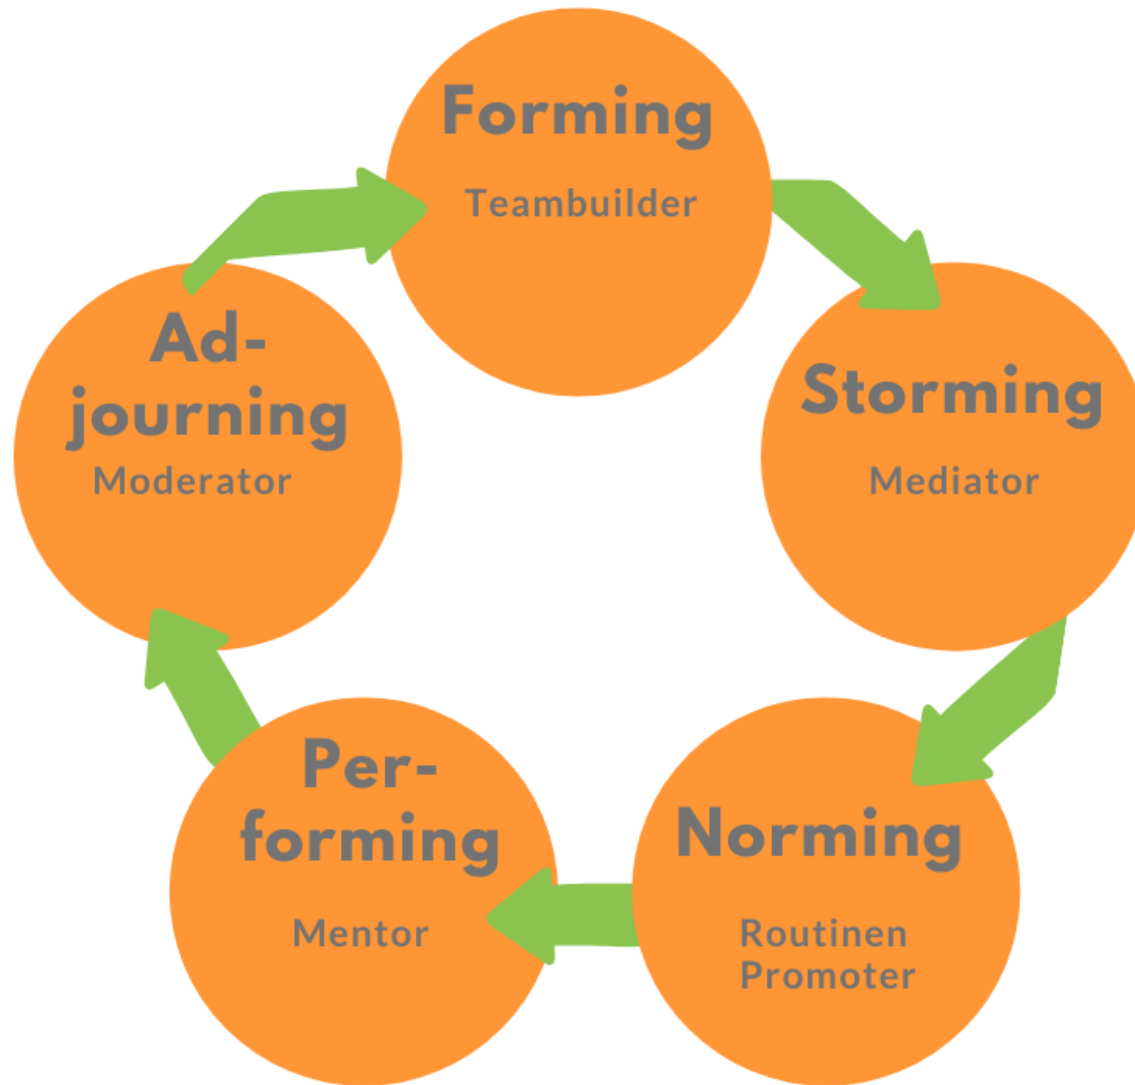 Forming
Teambuilder
Storming
Mediator
Norming
Routinen
Promoter
Per-
forming
Mentor
Ad-
journing
Moderator